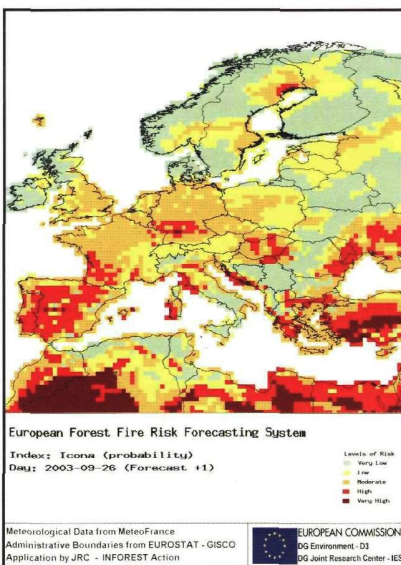 European Forest Fire Risk Forecasting System
Index: Icona (probability)
Day: 2003-09-26 (Forecast +1)
Levels of Risk
Very Low
Low
Moderate
High
Very High
Meteorological Data from MeteoFrance
Administrative Boundaries from EUROSTAT - GISCO
Application by JRC - INFOREST Action
EUROPEAN COMMISSION
DG Environment - D3
DG Joint Research Center - IES